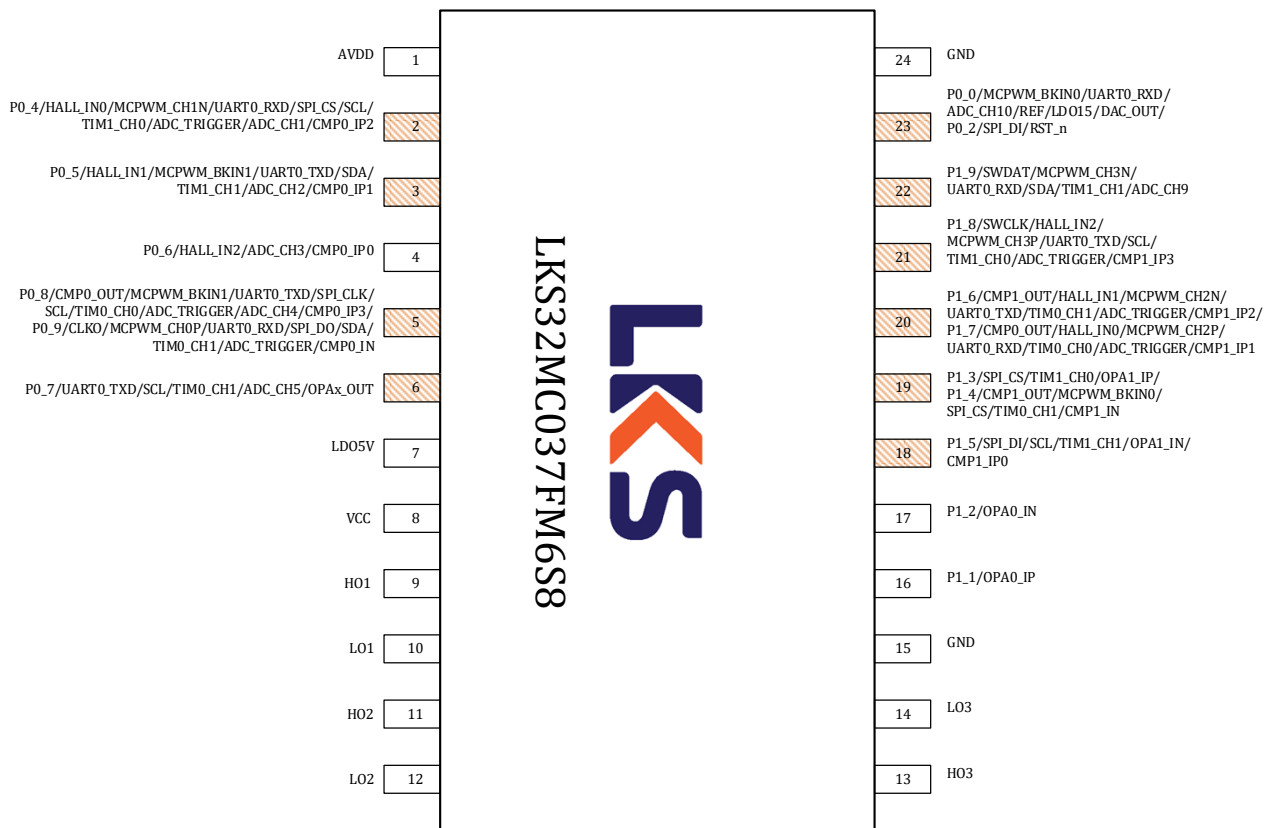 AVDD
1
P0_4/HALL_IN0/MCPWM_CH1N/UART0_RXD/SPI_CS/SCL/
TIM1_CH0/ADC_TRIGGER/ADC_CH1/CMP0_IP2
2
P0_5/HALL_IN1/MCPWM_BKIN1/UART0_TXD/SDA/
TIM1_CH1/ADC_CH2/CMP0_IP1
3
P0_6/HALL_IN2/ADC_CH3/CMP0_IP0
4
P0_8/CMP0_OUT/MCPWM_BKIN1/UART0_TXD/SPI_CLK/
SCL/TIM0_CH0/ADC_TRIGGER/ADC_CH4/CMP0_IP3/
P0_9/CLKO/MCPWM_CH0P/UART0_RXD/SPI_DO/SDA/
TIM0_CH1/ADC_TRIGGER/CMP0_IN
5
P0_7/UART0_TXD/SCL/TIM0_CH1/ADC_CH5/OPAx_OUT
6
LDO5V
7
VCC
8
HO1
9
LO1
10
HO2
11
LO2
12
LKS32MC037FM6S8
LKS
24
GND
23
P0_0/MCPWM_BKIN0/UART0_RXD/
ADC_CH10/REF/LDO15/DAC_OUT/
P0_2/SPI_DI/RST_n
22
P1_9/SWDAT/MCPWM_CH3N/
UART0_RXD/SDA/TIM1_CH1/ADC_CH9
21
P1_8/SWCLK/HALL_IN2/
MCPWM_CH3P/UART0_TXD/SCL/
TIM1_CH0/ADC_TRIGGER/CMP1_IP3
20
P1_6/CMP1_OUT/HALL_IN1/MCPWM_CH2N/
UART0_TXD/TIM0_CH1/ADC_TRIGGER/CMP1_IP2/
P1_7/CMP0_OUT/HALL_IN0/MCPWM_CH2P/
UART0_RXD/TIM0_CH0/ADC_TRIGGER/CMP1_IP1
19
P1_3/SPI_CS/TIM1_CH0/OPA1_IP/
P1_4/CMP1_OUT/MCPWM_BKIN0/
SPI_CS/TIM0_CH1/CMP1_IN
18
P1_5/SPI_DI/SCL/TIM1_CH1/OPA1_IN/
CMP1_IP0
17
P1_2/OPA0_IN
16
P1_1/OPA0_IP
15
GND
14
LO3
13
HO3